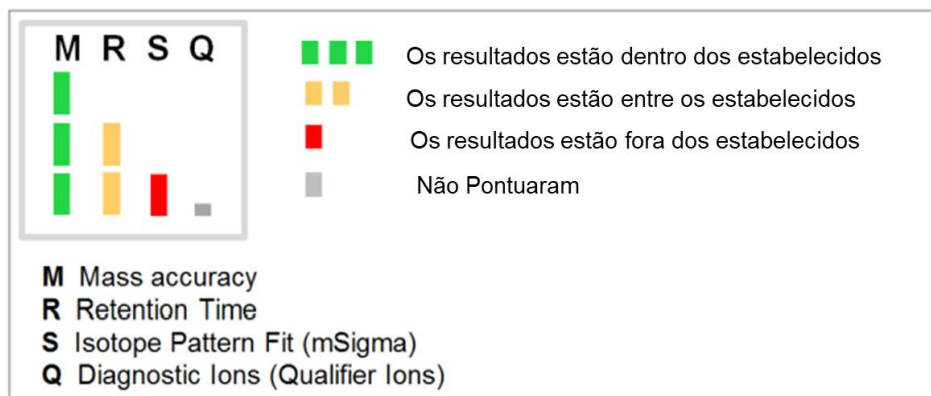 M R S Q
Os resultados estão dentro dos estabelecidos
Os resultados estão entre os estabelecidos
Os resultados estão fora dos estabelecidos
Não Pontuaram
M Mass accuracy
R Retention Time
S Isotope Pattern Fit (mSigma)
Q Diagnostic Ions (Qualifier Ions)